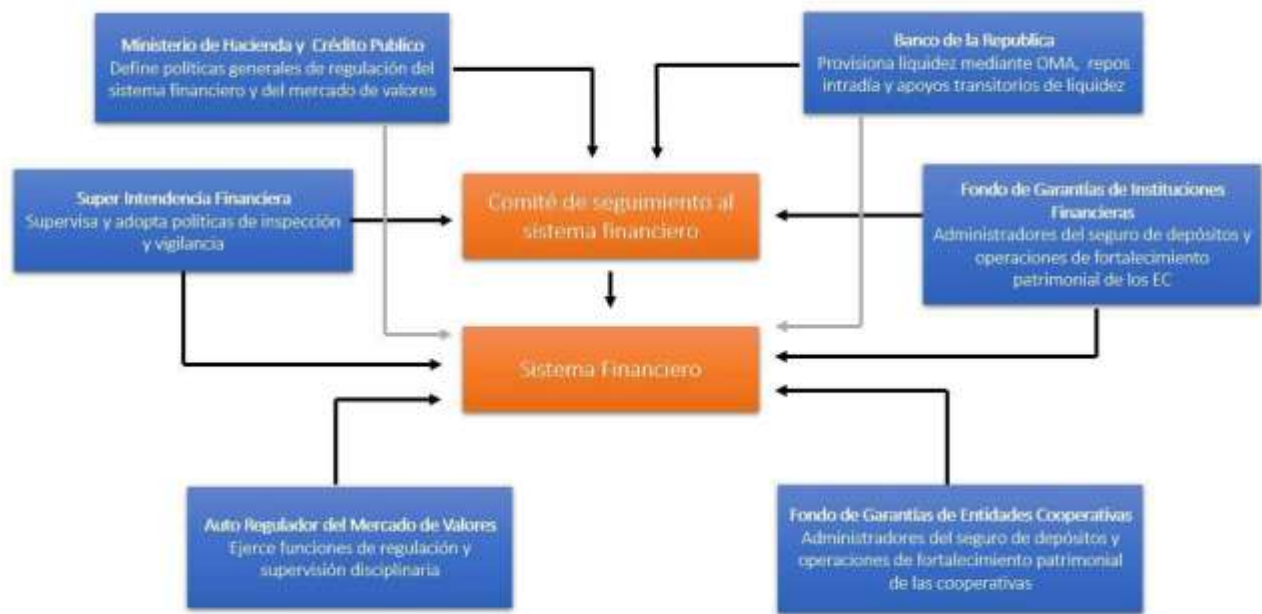 Ministerio de Hacienda y Crédito Publico
Define políticas generales de regulación del
sistema financiero y del mercado de valores
Banco de la Republica
Provisiona liquidez mediante OMA, repos
intradía y apoyos transitorios de liquidez
Super Intendencia Financiera
Supervisa y adopta políticas de inspección
y vigilancia
Comité de seguimiento al
sistema financiero
Fondo de Garantías de Instituciones
Financieras
Administradores del seguro de depósitos y
operaciones de fortalecimiento
patrimonial de los EC
Sistema Financiero
Auto Regulador del Mercado de Valores
Ejerce funciones de regulación y
supervisión disciplinaria
Fondo de Garantías de Entidades Cooperativas
Administradores del seguro de depósitos y
operaciones de fortalecimiento patrimonial
de las cooperativas